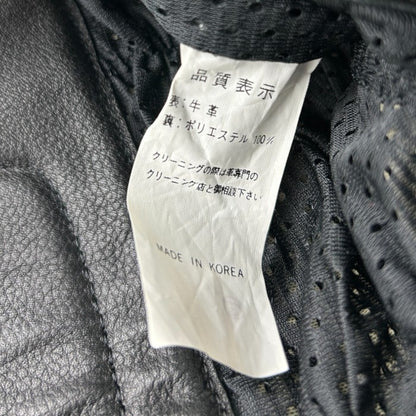 品質表示
表:牛革
裏:ポリエステル 100%
クリーニングの際は革専門の
クリーニング店と御相談下さい
MADE IN KOREA